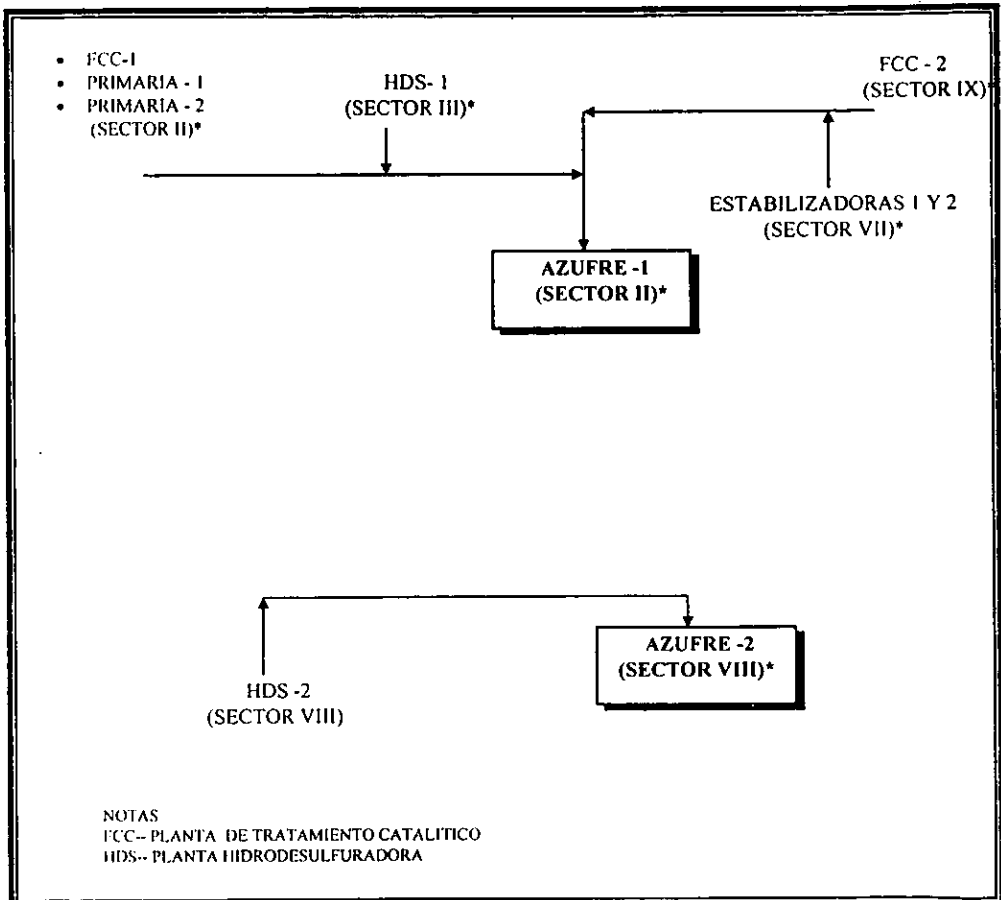 • FCC-1
• PRIMARIA - 1
• PRIMARIA - 2
(SECTOR II)*
HDS- 1
(SECTOR III)*
FCC - 2
(SECTOR IX)*
ESTABILIZADORAS 1 Y 2
(SECTOR VII)*
AZUFRE -1
(SECTOR II)*
AZUFRE -2
(SECTOR VIII)*
HDS -2
(SECTOR VIII)
NOTAS
FCC-- PLANTA DE TRATAMIENTO CATALITICO
HDS-- PLANTA HIDRODESULFURADORA